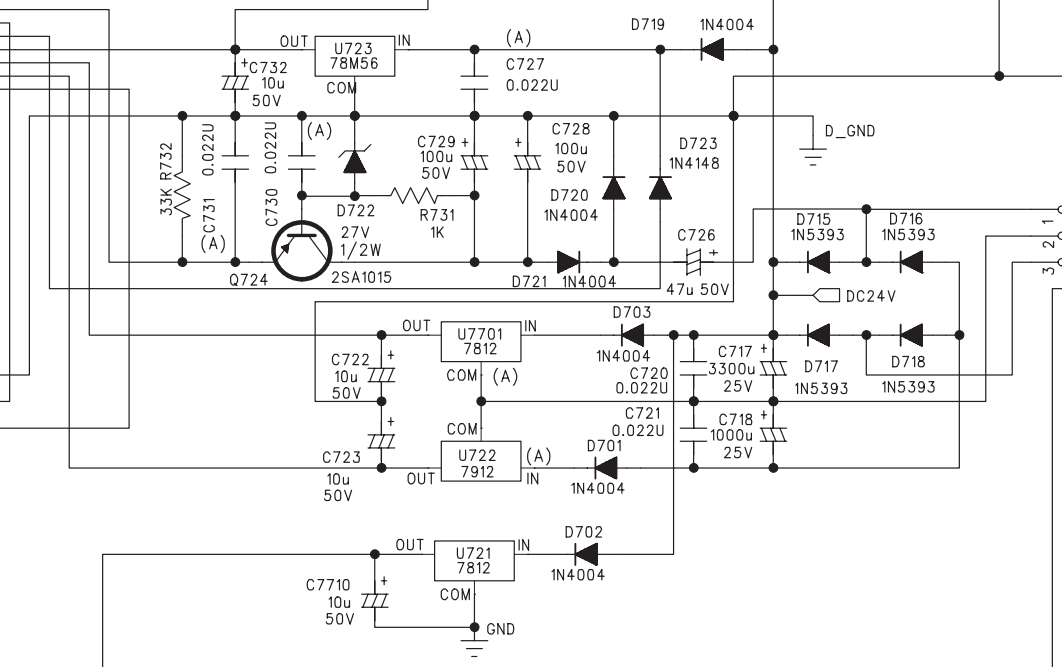 D719
1N4004
OUT
U723
78M56
IN
(A)
COM
C732
10u
50V
+
C727
0.022U
D_GND
33K R732
0.022U
C731
(A)
0.022U
C730
(A)
C729
100u
50V
+
C728
100u
50V
+
D723
1N4148
D720
1N4004
D722
27V
1/2W
R731
1K
Q724
2SA1015
D721
1N4004
C726
+
47u 50V
D715
1N5393
D716
1N5393
1
2
3
DC24V
D703
1N4004
OUT
U7701
7812
IN
COM
(A)
C722
10u
50V
+
C720
0.022U
C717
3300u
25V
+
D717
1N5393
D718
1N5393
C721
0.022U
C718
1000u
25V
+
COM
U722
7912
(A)
OUT
IN
C723
10u
50V
+
D701
1N4004
D702
1N4004
OUT
U721
7812
IN
COM
C7710
10u
50V
+
GND